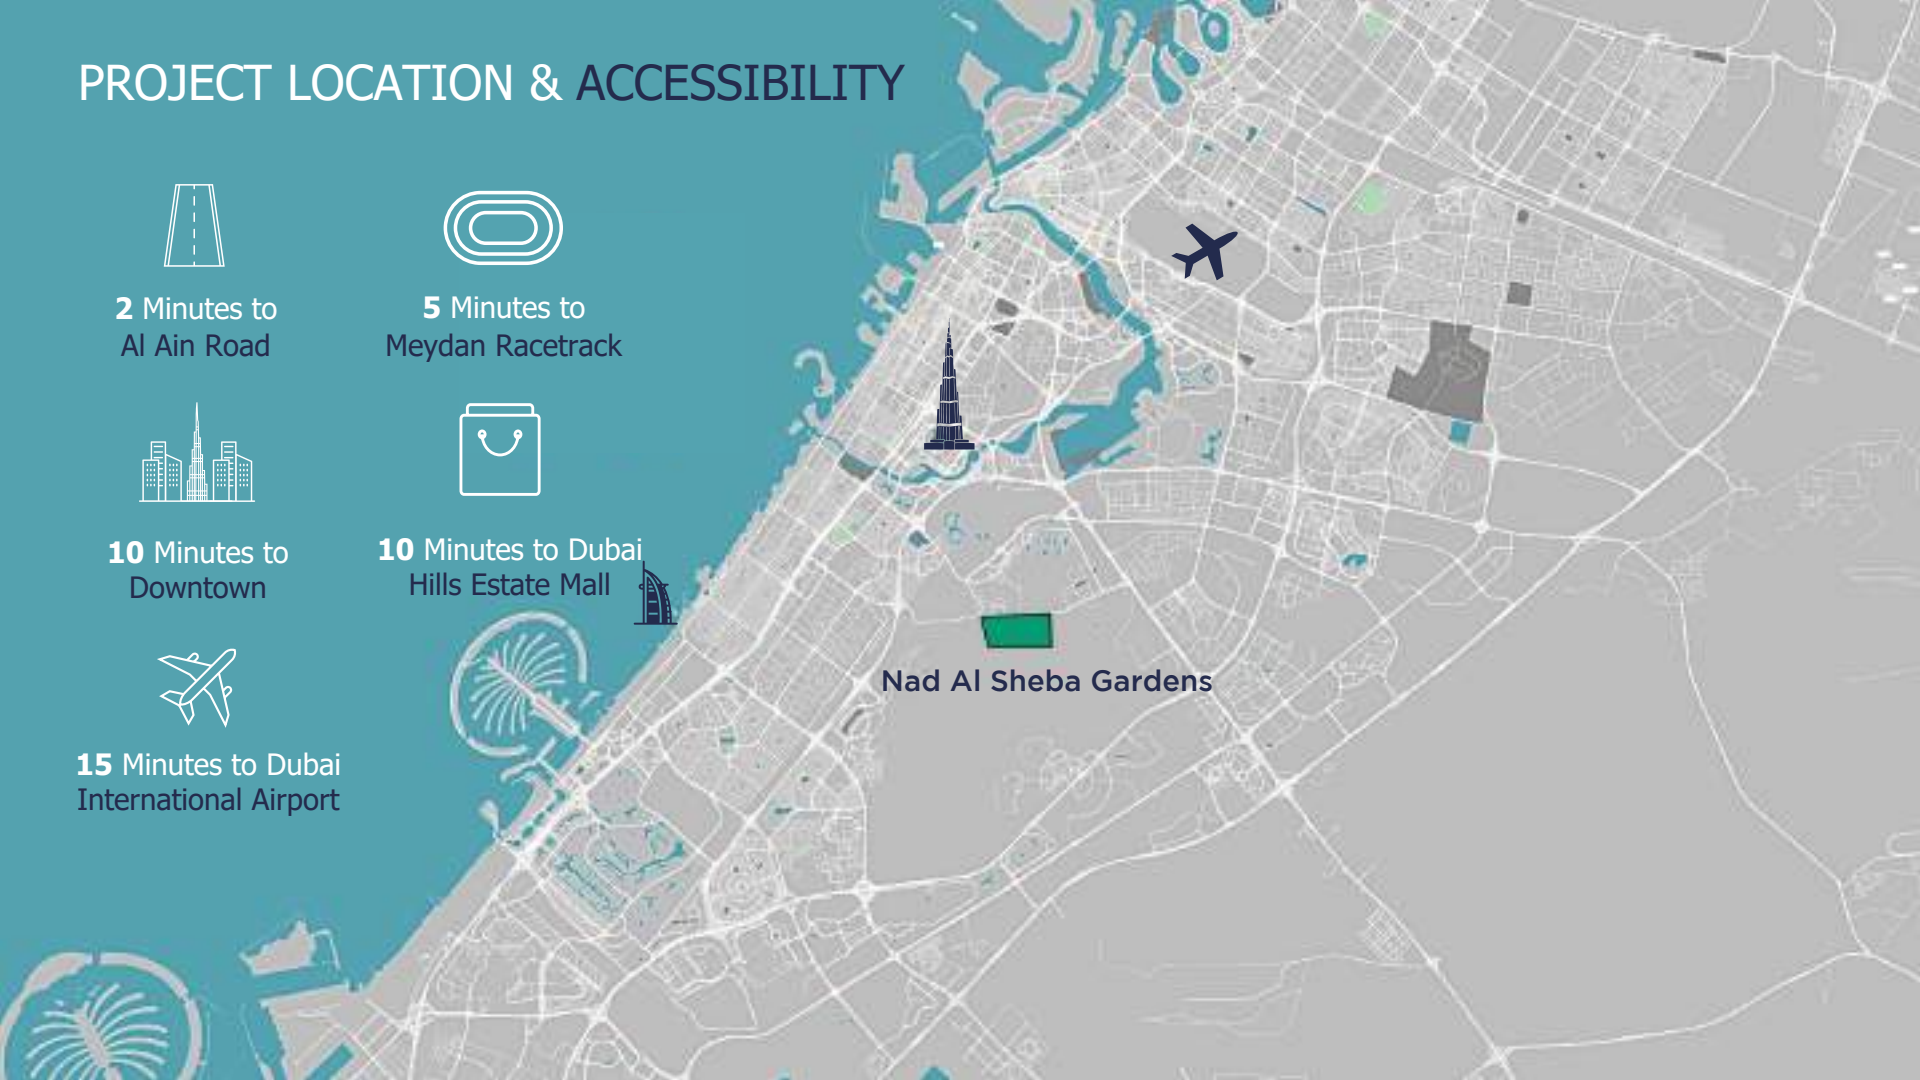 PROJECT LOCATION & ACCESSIBILITY
2 Minutes to
Al Ain Road
5 Minutes to
Meydan Racetrack
10 Minutes to
Downtown
10 Minutes to Dubai
Hills Estate Mall
15 Minutes to Dubai
International Airport
Nad Al Sheba Gardens